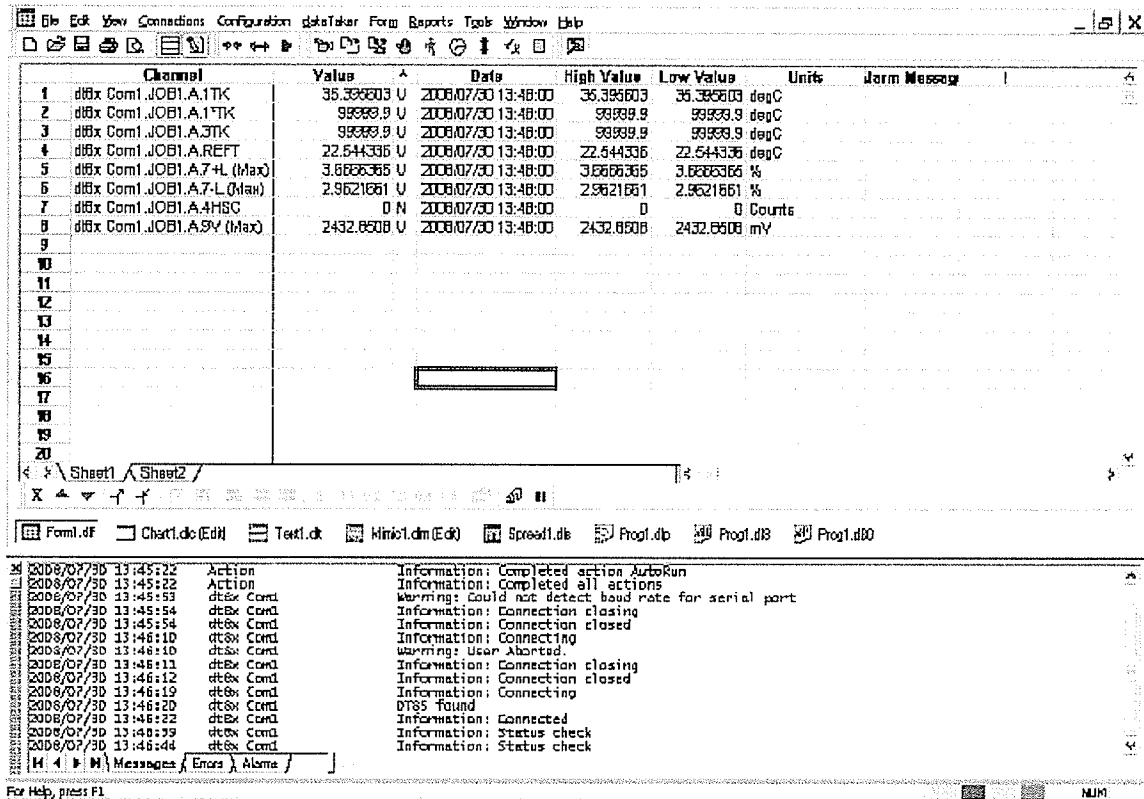 File Edit View Connections Configuration dataTaker Form Reports Tools Window Help
Channel Value ^ Date High Value Low Value Units larm Messag
1 dt8x Com1.JOB1.A.1TK 35.395603 U 2008/07/30 13:48:00 35.395603 35.395603 degC
2 dt8x Com1.JOB1.A.1*TK 99999.9 U 2008/07/30 13:48:00 99999.9 99999.9 degC
3 dt8x Com1.JOB1.A.3TK 99999.9 U 2008/07/30 13:48:00 99999.9 99999.9 degC
4 dt8x Com1.JOB1.A.REFT 22.544336 U 2008/07/30 13:48:00 22.544336 22.544336 degC
5 dt8x Com1.JOB1.A.7+L (Max) U 2008/07/30 13:48:00 %
6 dt8x Com1.JOB1.A.7-L (Max) 2.9621661 U 2008/07/30 13:48:00 2.9621661 2.9621661 %
7 dt8x Com1.JOB1.A.4HSC 0 N 2008/07/30 13:48:00 0 0 Counts
8 dt8x Com1.JOB1.A.9V (Max) 2432.8508 U 2008/07/30 13:48:00 2432.8508 2432.8508 mV
9
10
11
12
13
14
15
16
17
18
19
20
Sheet1 Sheet2
Form1.df Chart1.dc (Edit) Text1.dt Mimic1.dm (Edit) Spread1.dls Prog1.dlp Prog1.dl3 Prog1.dl80
2008/07/30 13:45:22 Action Information: Completed action AutoRun
2008/07/30 13:45:22 Action Information: Completed all actions
2008/07/30 13:45:53 dt8x Com1 Warning: Could not detect baud rate for serial port
2008/07/30 13:45:54 dt8x Com1 Information: Connection closing
2008/07/30 13:45:54 dt8x Com1 Information: Connection closed
2008/07/30 13:46:10 dt8x Com1 Information: Connecting
2008/07/30 13:46:10 dt8x Com1 Warning: User Aborted.
2008/07/30 13:46:11 dt8x Com1 Information: Connection closing
2008/07/30 13:46:12 dt8x Com1 Information: Connection closed
2008/07/30 13:46:19 dt8x Com1 Information: Connecting
2008/07/30 13:46:20 dt8x Com1 DT85 found
2008/07/30 13:46:22 dt8x Com1 Information: Connected
2008/07/30 13:46:39 dt8x Com1 Information: Status check
2008/07/30 13:46:44 dt8x Com1 Information: Status check
Messages Errors Alarms
For Help, press F1 NUM